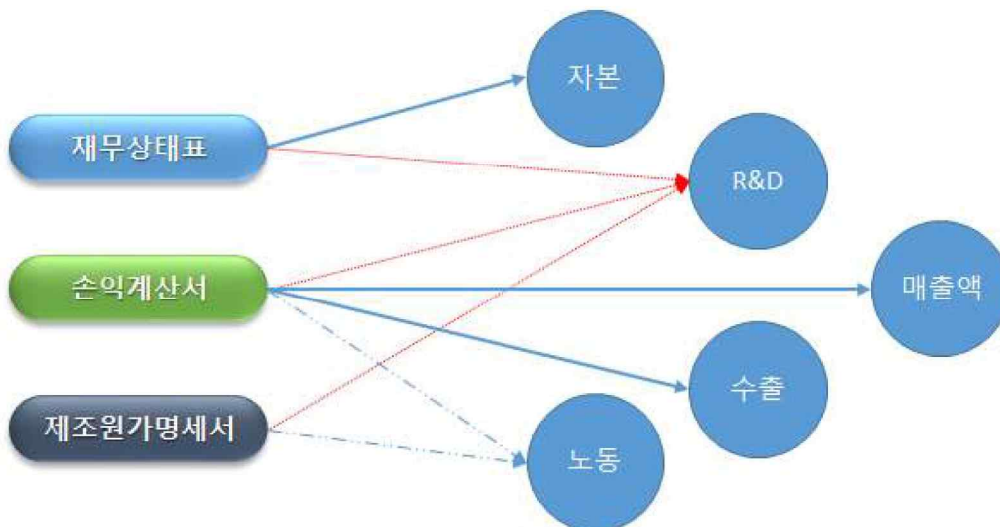 자본
재무상태표
R&D
손익계산서
매출액
수출
제조원가명세서
노동